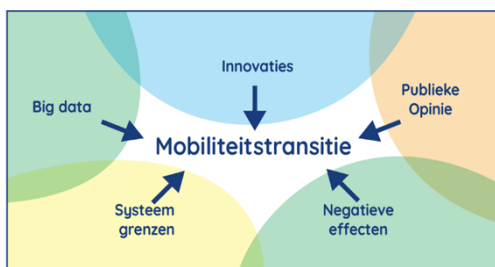 Innovaties
Publieke
Opinie
Big data
Mobiliteitstransitie
Systeem
grenzen
Negatieve
effecten